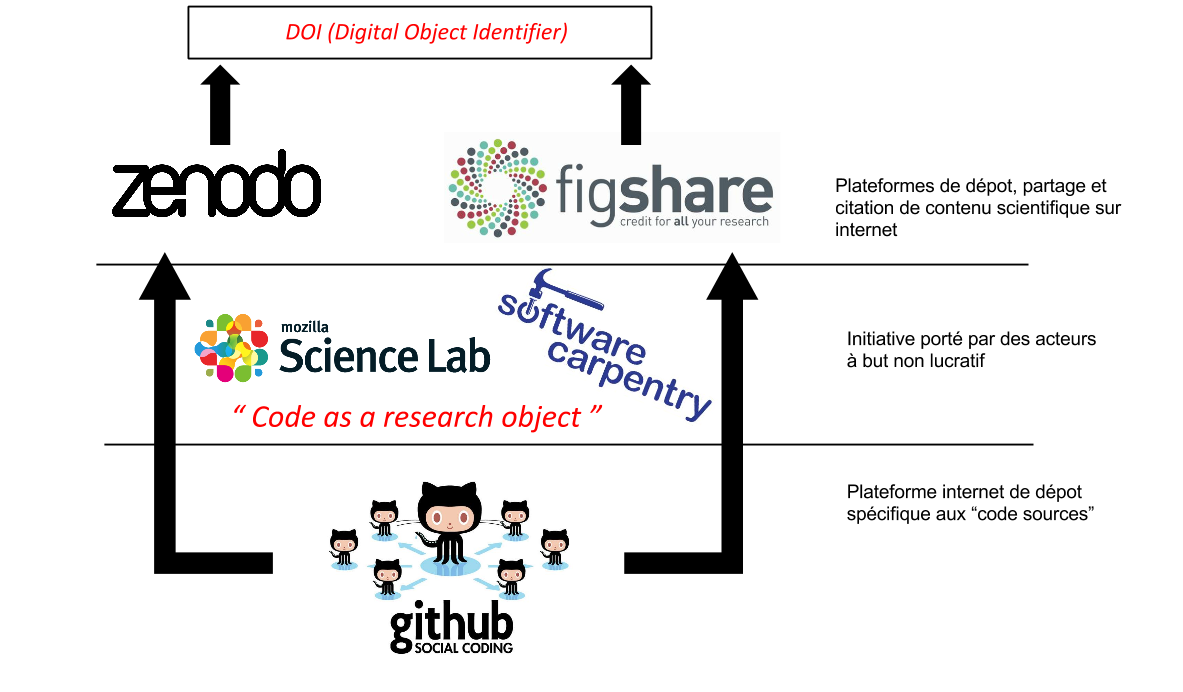 DOI (Digital Object Identifier)
zenodo
figshare
credit for all your research
Plateformes de dépot, partage et
citation de contenu scientifique sur
internet
mozilla
Science Lab
software
carpentry
Initiative porté par des acteurs
à but non lucratif
“ Code as a research object ”
Plateforme internet de dépot
spécifique aux “code sources”
github
SOCIAL CODING